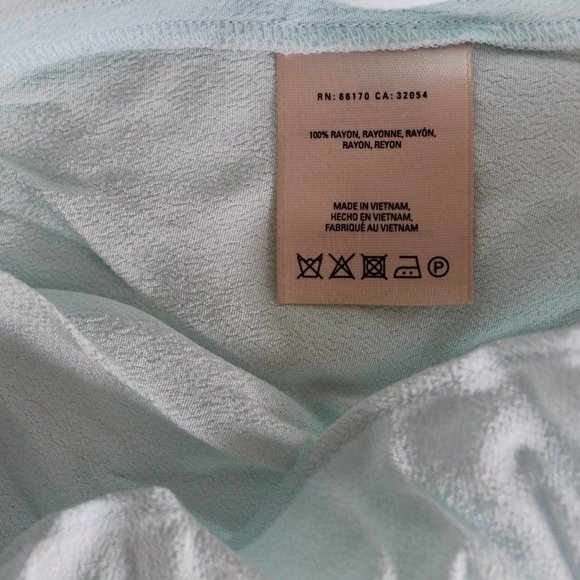 RN: 66170 CA: 32054
100% RAYON, RAYONNE, RAYÓN,
RAYON, REYON
MADE IN VIETNAM,
HECHO EN VIETNAM,
FABRIQUÉ AU VIETNAM
P